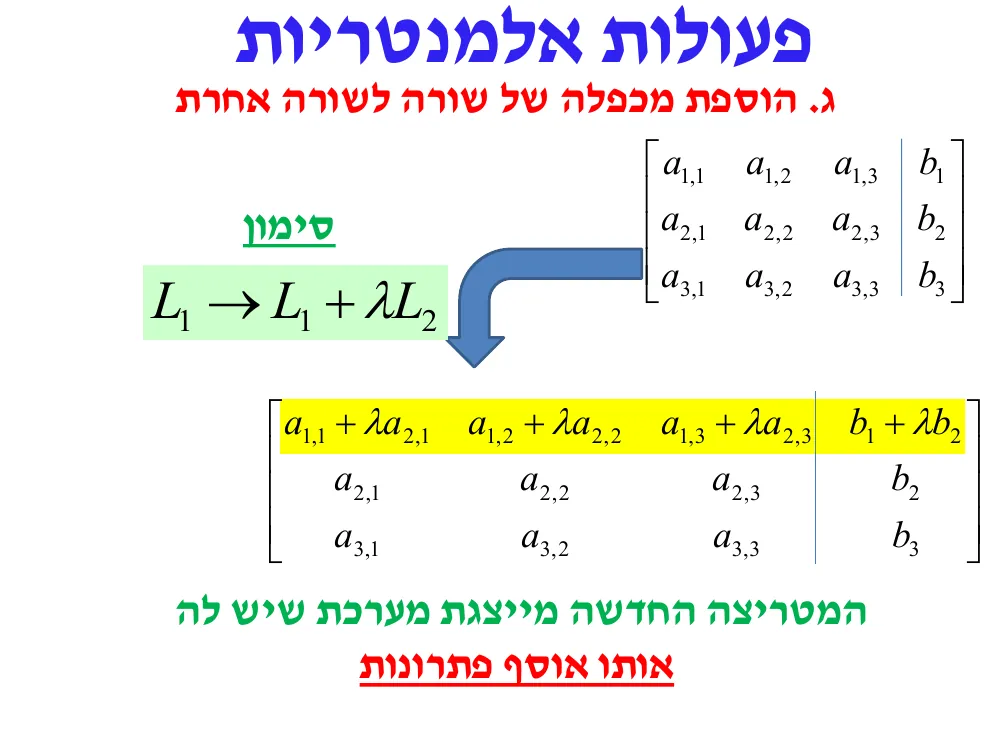 פעולות אלמנטריות
ג. הוספת מכפלה של שורה לשורה אחרת
a₁,₁ a₁,₂ a₁,₃ b₁
a₂,₁ a₂,₂ a₂,₃ b₂
a₃,₁ a₃,₂ a₃,₃ b₃
סימון
L₁ → L₁ + λL₂
a₁,₁ + λa₂,₁ a₁,₂ + λa₂,₂ a₁,₃ + λa₂,₃ b₁ + λb₂
a₂,₁ a₂,₂ a₂,₃ b₂
a₃,₁ a₃,₂ a₃,₃ b₃
המטריצה החדשה מייצגת מערכת שיש לה
אותו אוסף פתרונות